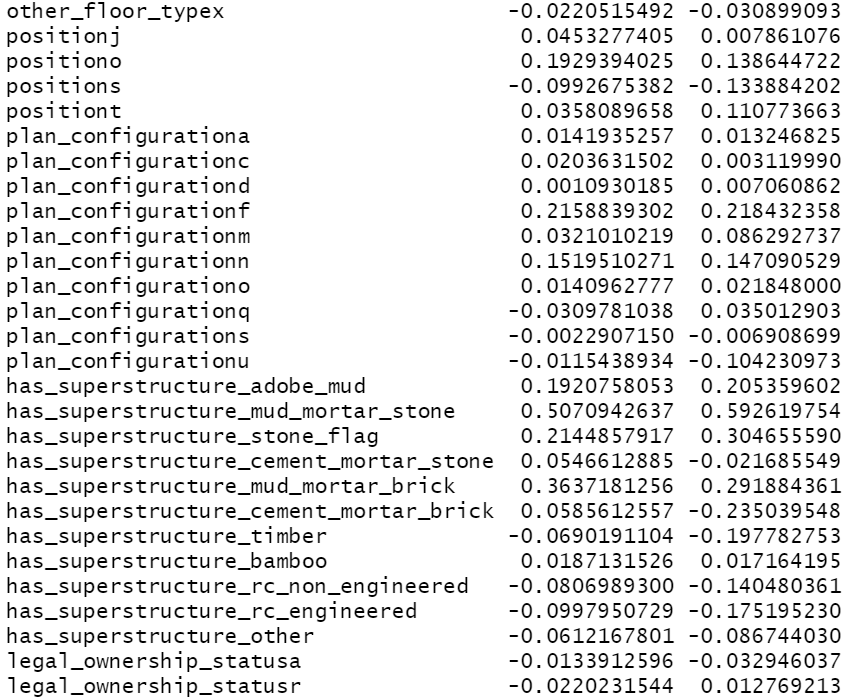 other_floor_typex -0.0220515492 -0.030899093
positionj 0.0453277405 0.007861076
positiono 0.1929394025 0.138644722
positions -0.0992675382 -0.133884202
positiont 0.0358089658 0.110773663
plan_configurationa 0.0141935257 0.013246825
plan_configurationc 0.0203631502 0.003119990
plan_configurationd 0.0010930185 0.007060862
plan_configurationf 0.2158839302 0.218432358
plan_configurationm 0.0321010219 0.086292737
plan_configurationn 0.1519510271 0.147090529
plan_configurationo 0.0140962777 0.021848000
plan_configurationq -0.0309781038 0.035012903
plan_configurations -0.0022907150 -0.006908699
plan_configurationu -0.0115438934 -0.104230973
has_superstructure_adobe_mud 0.1920758053 0.205359602
has_superstructure_mud_mortar_stone 0.5070942637 0.592619754
has_superstructure_stone_flag 0.2144857917 0.304655590
has_superstructure_cement_mortar_stone 0.0546612885 -0.021685549
has_superstructure_mud_mortar_brick 0.3637181256 0.291884361
has_superstructure_cement_mortar_brick 0.0585612557 -0.235039548
has_superstructure_timber -0.0690191104 -0.197782753
has_superstructure_bamboo 0.0187131526 0.017164195
has_superstructure_rc_non_engineered -0.0806989300 -0.140480361
has_superstructure_rc_engineered -0.0997950729 -0.175195230
has_superstructure_other -0.0612167801 -0.086744030
legal_ownership_statusa -0.0133912596 -0.032946037
legal_ownership_statusr -0.0220231544 0.012769213